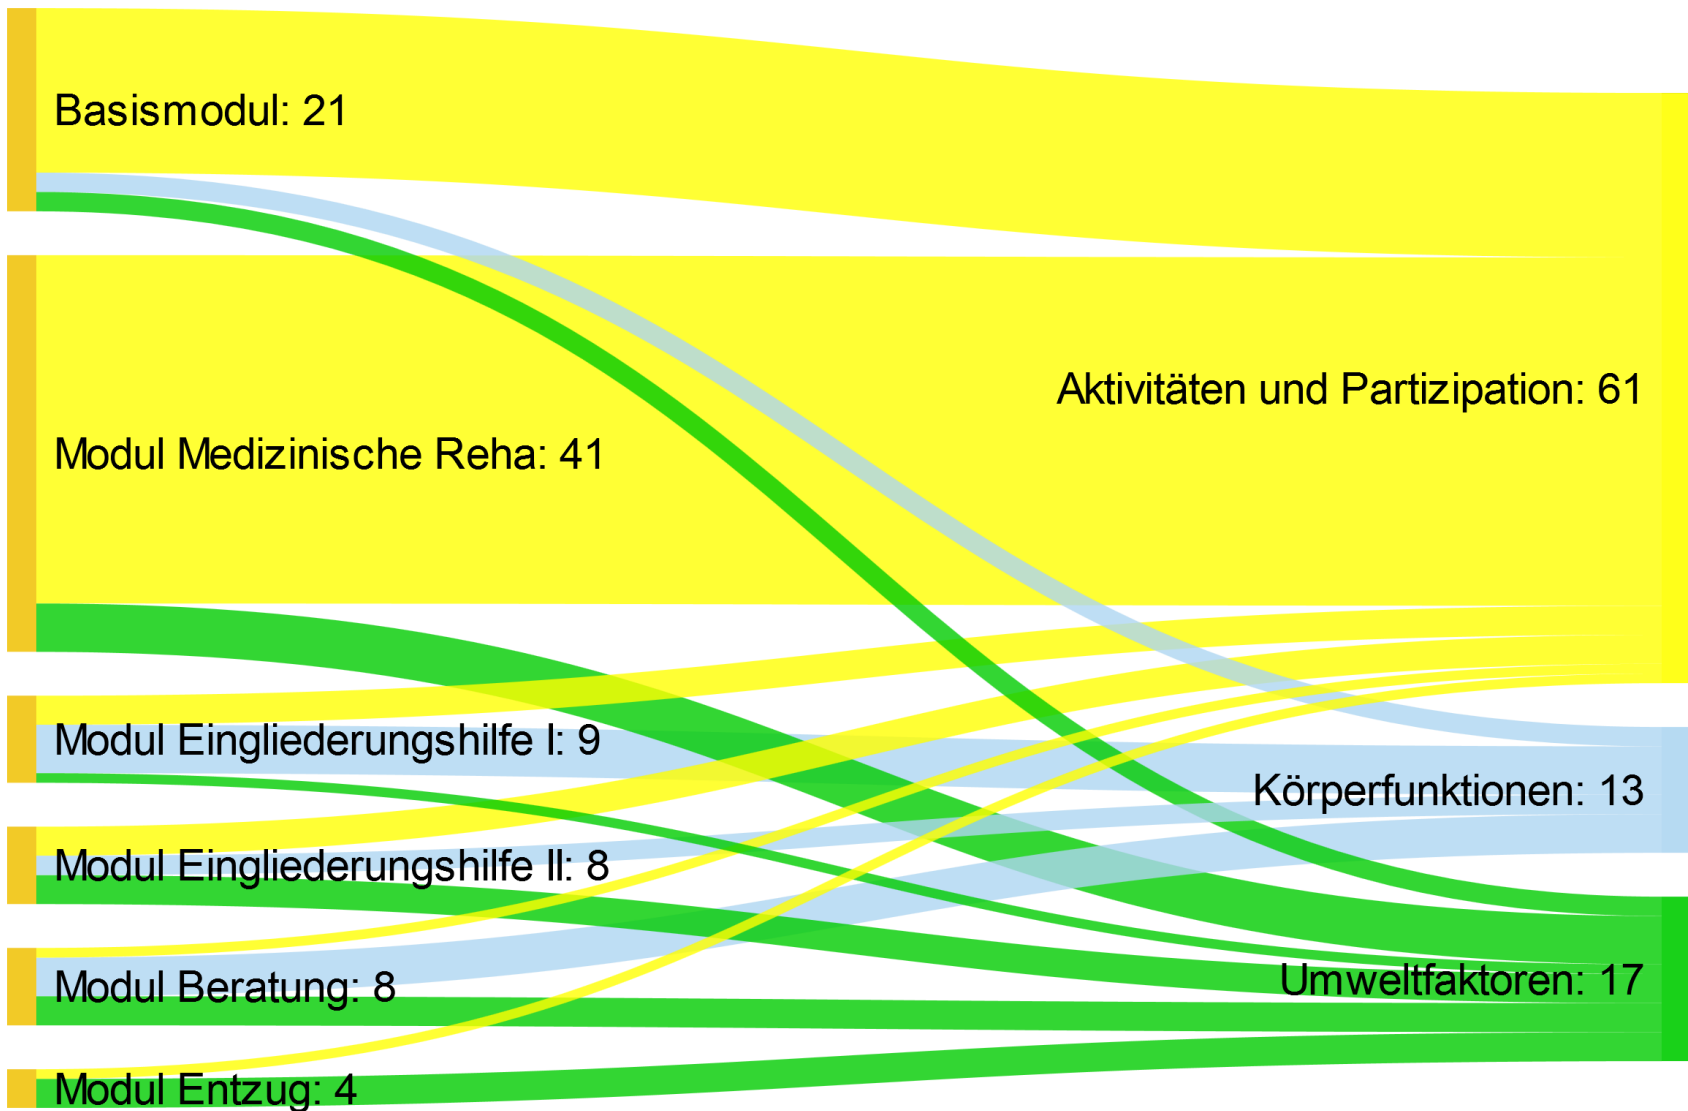 Basismodul: 21
Modul Medizinische Reha: 41
Modul Eingliederungshilfe I: 9
Modul Eingliederungshilfe II: 8
Modul Beratung: 8
Modul Entzug: 4
Aktivitäten und Partizipation: 61
Körperfunktionen: 13
Umweltfaktoren: 17